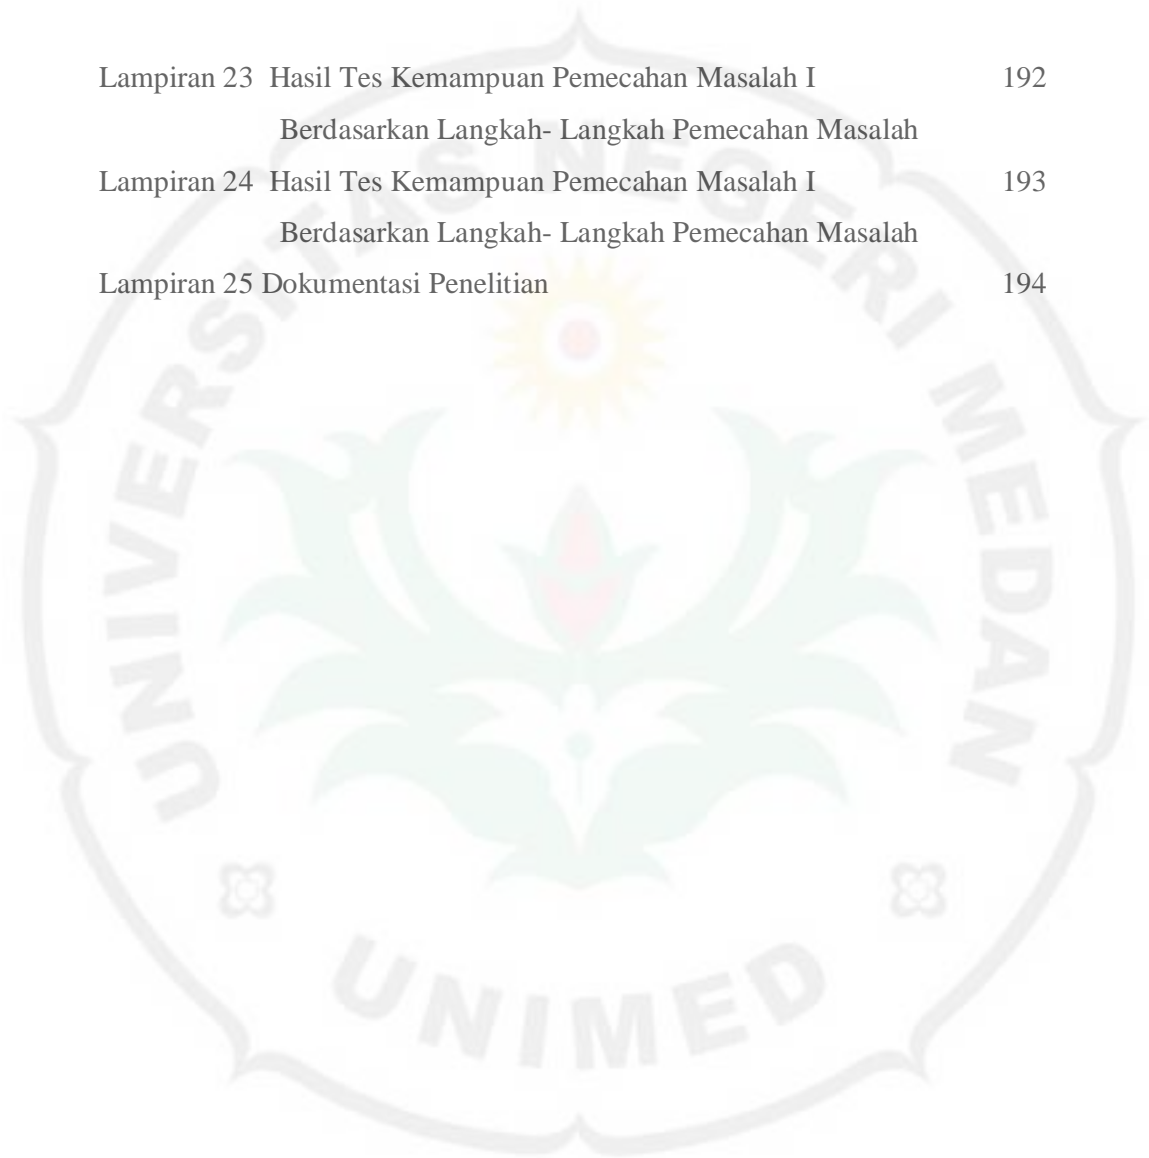 Lampiran 23 Hasil Tes Kemampuan Pemecahan Masalah I 192
Berdasarkan Langkah- Langkah Pemecahan Masalah
Lampiran 24 Hasil Tes Kemampuan Pemecahan Masalah I 193
Berdasarkan Langkah- Langkah Pemecahan Masalah
Lampiran 25 Dokumentasi Penelitian 194
UNIVERSITAS NEGERI MEDAN
UNIMED